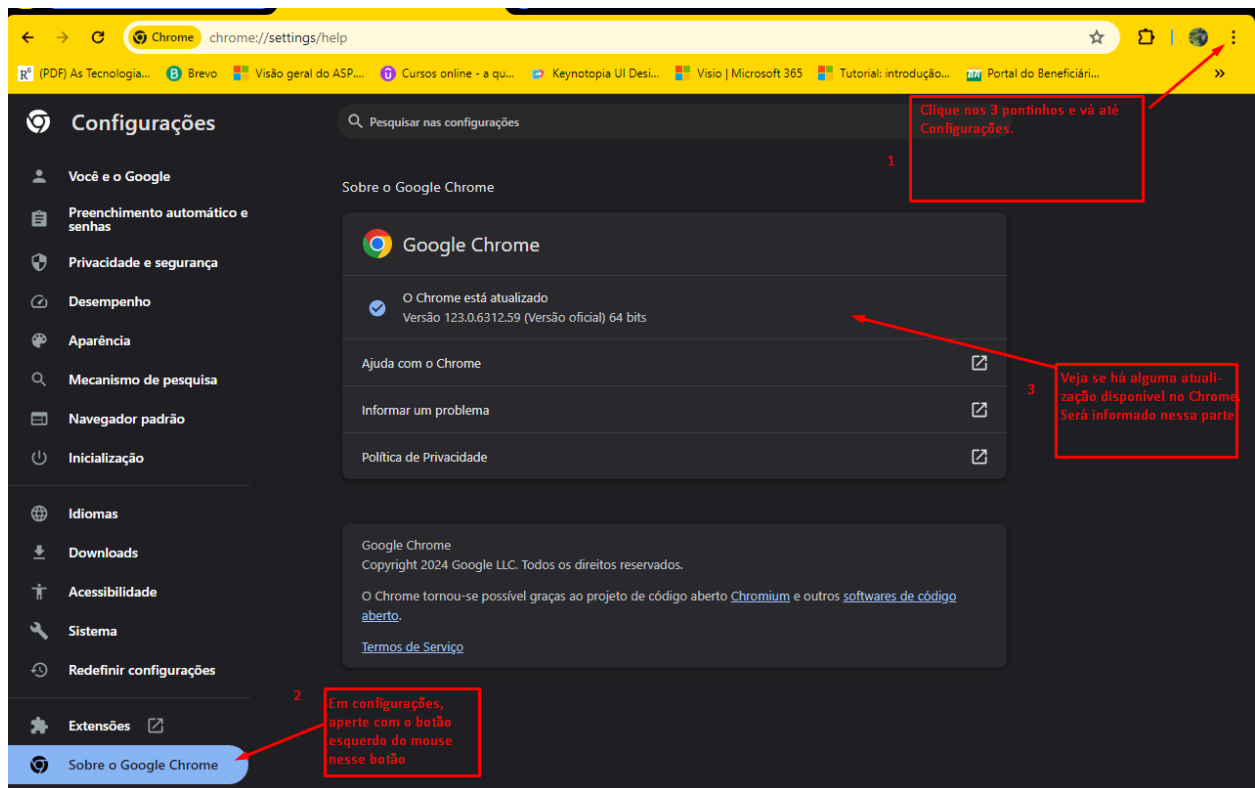 Chrome chrome://settings/help
(PDF) As Tecnologia... Brevo Visão geral do ASP.... Cursos online - a qu... Keynotopia UI Desi... Visio | Microsoft 365 Tutorial: introdução... Portal do Beneficiári... »
Configurações
Pesquisar nas configurações
Clique nos 3 pontinhos e vá até
Configurações.
1
Você e o Google
Preenchimento automático e
senhas
Privacidade e segurança
Desempenho
Aparência
Mecanismo de pesquisa
Navegador padrão
Inicialização
Idiomas
Downloads
Acessibilidade
Sistema
Redefinir configurações
Extensões
Sobre o Google Chrome
Sobre o Google Chrome
Google Chrome
O Chrome está atualizado
Versão 123.0.6312.59 (Versão oficial) 64 bits
Ajuda com o Chrome
Informar um problema
Política de Privacidade
3
Veja se há alguma atuali-
zação disponivel no Chrome.
Será informado nessa parte
Google Chrome
Copyright 2024 Google LLC. Todos os direitos reservados.
O Chrome tornou-se possível graças ao projeto de código aberto Chromium e outros softwares de código
aberto.
Termos de Serviço
2
Em configurações,
aperte com o botão
esquerdo do mouse
nesse botão